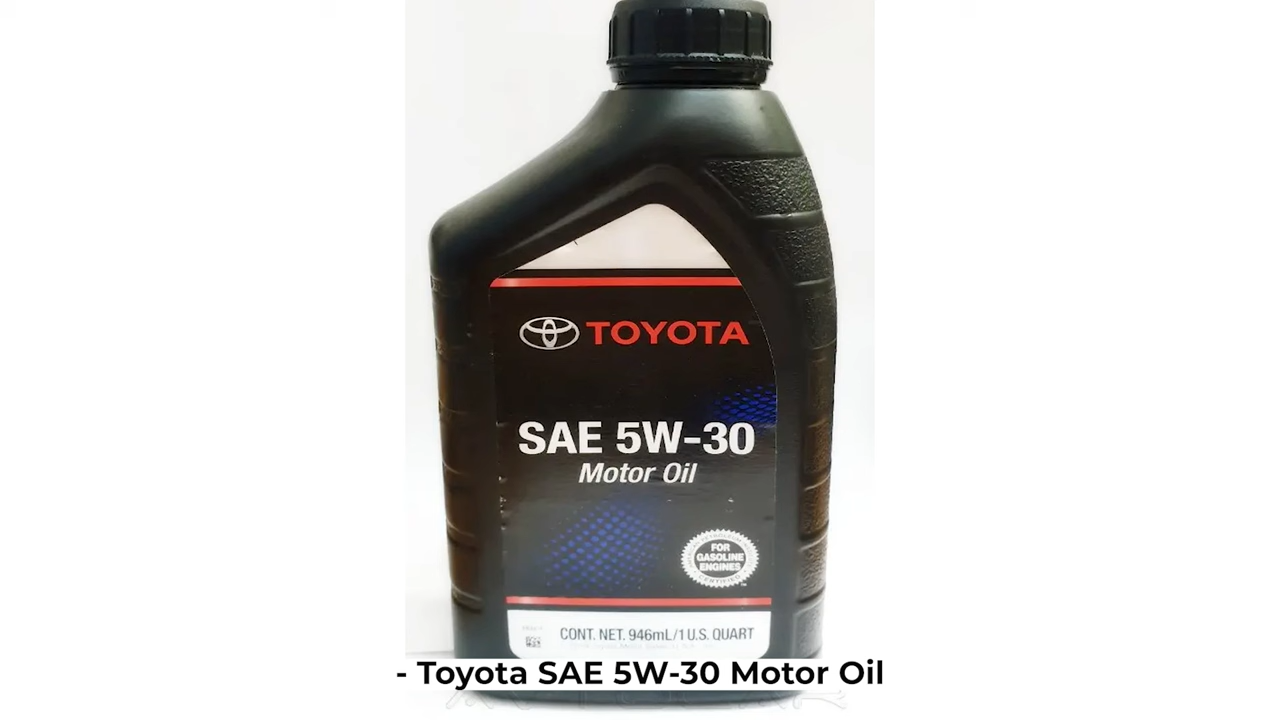 TOYOTA
SAE 5W-30
Motor Oil
FOR
GASOLINE
ENGINES
CERTIFIED
CONT. NET. 946mL/1 U.S. QUART
- Toyota SAE 5W-30 Motor Oil